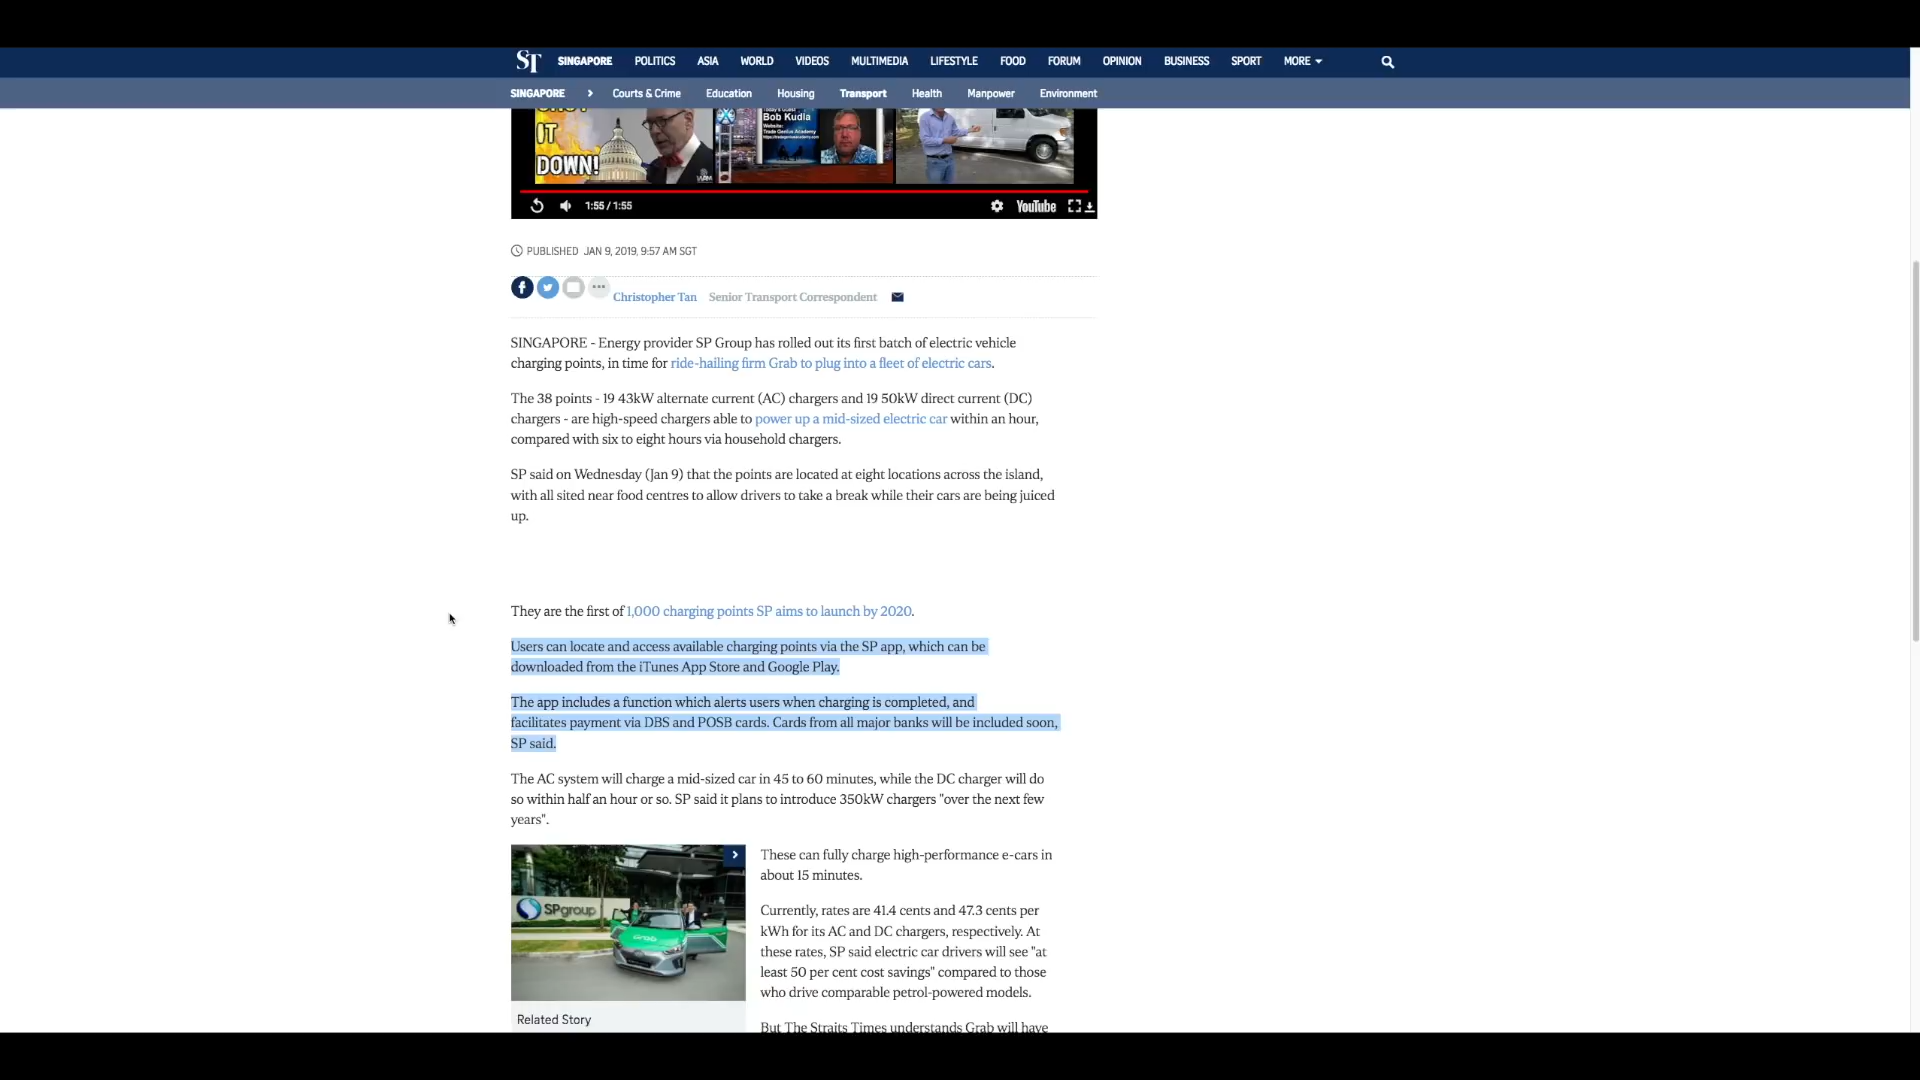 ST SINGAPORE POLITICS ASIA WORLD VIDEOS MULTIMEDIA LIFESTYLE FOOD FORUM OPINION BUSINESS SPORT MORE
SINGAPORE Courts & Crime Education Housing Transport Health Manpower Environment
IT
DOWN!
Bob Kudla
Website:
Trade Genius Academy
1:55 / 1:55
YouTube
PUBLISHED JAN 9, 2019, 9:57 AM SGT
Christopher Tan Senior Transport Correspondent
SINGAPORE - Energy provider SP Group has rolled out its first batch of electric vehicle
charging points, in time for ride-hailing firm Grab to plug into a fleet of electric cars.
The 38 points - 19 43kW alternate current (AC) chargers and 19 50kW direct current (DC)
chargers - are high-speed chargers able to power up a mid-sized electric car within an hour,
compared with six to eight hours via household chargers.
SP said on Wednesday (Jan 9) that the points are located at eight locations across the island,
with all sited near food centres to allow drivers to take a break while their cars are being juiced
up.
They are the first of 1,000 charging points SP aims to launch by 2020.
Users can locate and access available charging points via the SP app, which can be
downloaded from the iTunes App Store and Google Play.
The app includes a function which alerts users when charging is completed, and
facilitates payment via DBS and POSB cards. Cards from all major banks will be included soon,
SP said.
The AC system will charge a mid-sized car in 45 to 60 minutes, while the DC charger will do
so within half an hour or so. SP said it plans to introduce 350kW chargers "over the next few
years".
SPgroup
Grab
Related Story
These can fully charge high-performance e-cars in
about 15 minutes.
Currently, rates are 41.4 cents and 47.3 cents per
kWh for its AC and DC chargers, respectively. At
these rates, SP said electric car drivers will see "at
least 50 per cent cost savings" compared to those
who drive comparable petrol-powered models.
But The Straits Times understands Grab will have